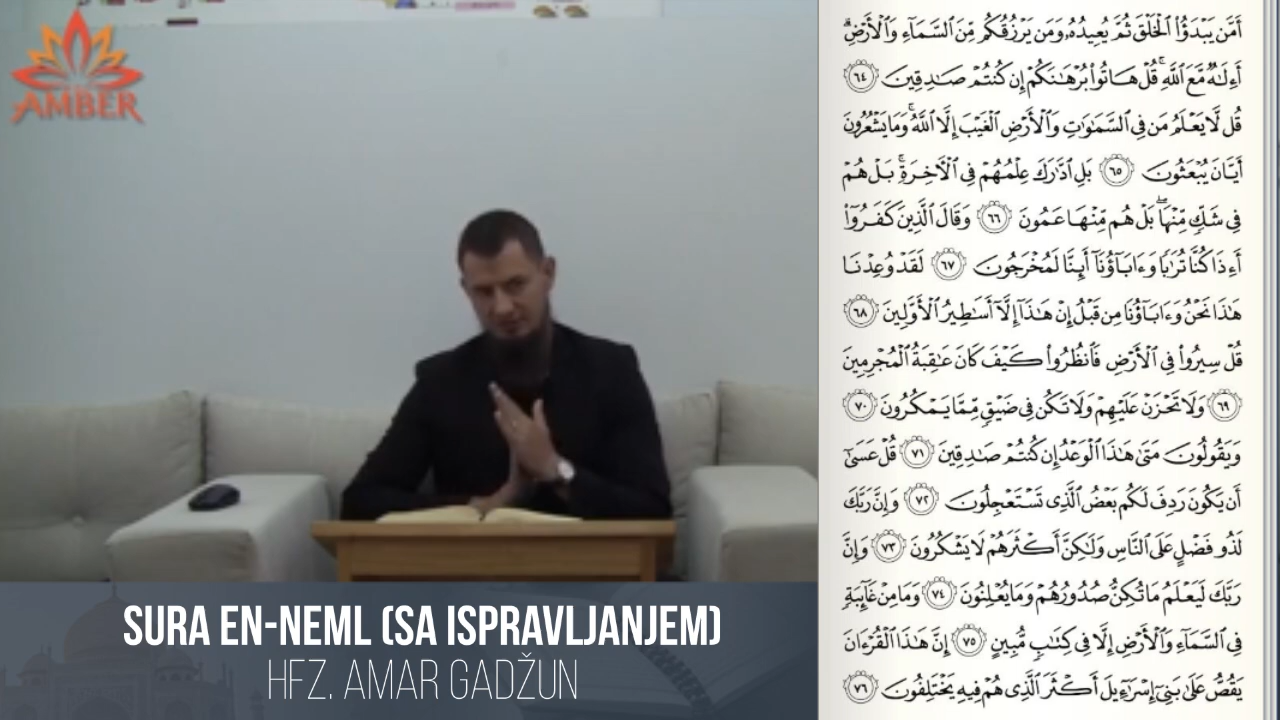 AMBER
أَمَّن يَبْدَؤُا۟ ٱلْخَلْقَ ثُمَّ يُعِيدُهُۥ وَمَن يَرْزُقُكُم مِّنَ ٱلسَّمَآءِ وَٱلْأَرْضِ ۗ
أَءِلَٰهٌ مَّعَ ٱللَّهِ ۚ قُلْ هَاتُوا۟ بُرْهَٰنَكُمْ إِن كُنتُمْ صَٰدِقِينَ ٦٤
قُل لَّا يَعْلَمُ مَن فِى ٱلسَّمَٰوَٰتِ وَٱلْأَرْضِ ٱلْغَيْبَ إِلَّا ٱللَّهُ ۚ وَمَا يَشْعُرُونَ
أَيَّانَ يُبْعَثُونَ ٦٥ بَلِ ٱدَّٰرَكَ عِلْمُهُمْ فِى ٱلْءَاخِرَةِ ۚ بَلْ هُمْ
فِى شَكٍّ مِّنْهَا ۖ بَلْ هُم مِّنْهَا عَمُونَ ٦٦ وَقَالَ ٱلَّذِينَ كَفَرُوٓا۟
أَءِذَا كُنَّا تُرَٰبًا وَءَابَآؤُنَآ أَئِنَّا لَمُخْرَجُونَ ٦٧ لَقَدْ وُعِدْنَا
هَٰذَا نَحْنُ وَءَابَآؤُنَا مِن قَبْلُ إِنْ هَٰذَآ إِلَّآ أَسَٰطِيرُ ٱلْأَوَّلِينَ ٦٨
قُلْ سِيرُوا۟ فِى ٱلْأَرْضِ فَٱنظُرُوا۟ كَيْفَ كَانَ عَٰقِبَةُ ٱلْمُجْرِمِينَ
٦٩ وَلَا تَحْزَنْ عَلَيْهِمْ وَلَا تَكُن فِى ضَيْقٍ مِّمَّا يَمْكُرُونَ ٧٠
وَيَقُولُونَ مَتَىٰ هَٰذَا ٱلْوَعْدُ إِن كُنتُمْ صَٰدِقِينَ ٧١ قُلْ عَسَىٰٓ
أَن يَكُونَ رَدِفَ لَكُم بَعْضُ ٱلَّذِى تَسْتَعْجِلُونَ ٧٢ وَإِنَّ رَبَّكَ
لَذُو فَضْلٍ عَلَى ٱلنَّاسِ وَلَٰكِنَّ أَكْثَرَهُمْ لَا يَشْكُرُونَ ٧٣ وَإِنَّ
رَبَّكَ لَيَعْلَمُ مَا تُكِنُّ صُدُورُهُمْ وَمَا يُعْلِنُونَ ٧٤ وَمَا مِنْ غَآئِبَةٍ
فِى ٱلسَّمَآءِ وَٱلْأَرْضِ إِلَّا فِى كِتَٰبٍ مُّبِينٍ ٧٥ إِنَّ هَٰذَا ٱلْقُرْءَانَ
يَقُصُّ عَلَىٰ بَنِىٓ إِسْرَٰٓءِيلَ أَكْثَرَ ٱلَّذِى هُمْ فِيهِ يَخْتَلِفُونَ ٧٦
SURA EN-NEML (SA ISPRAVLJANJEM)
HFZ. AMAR GADŽUN